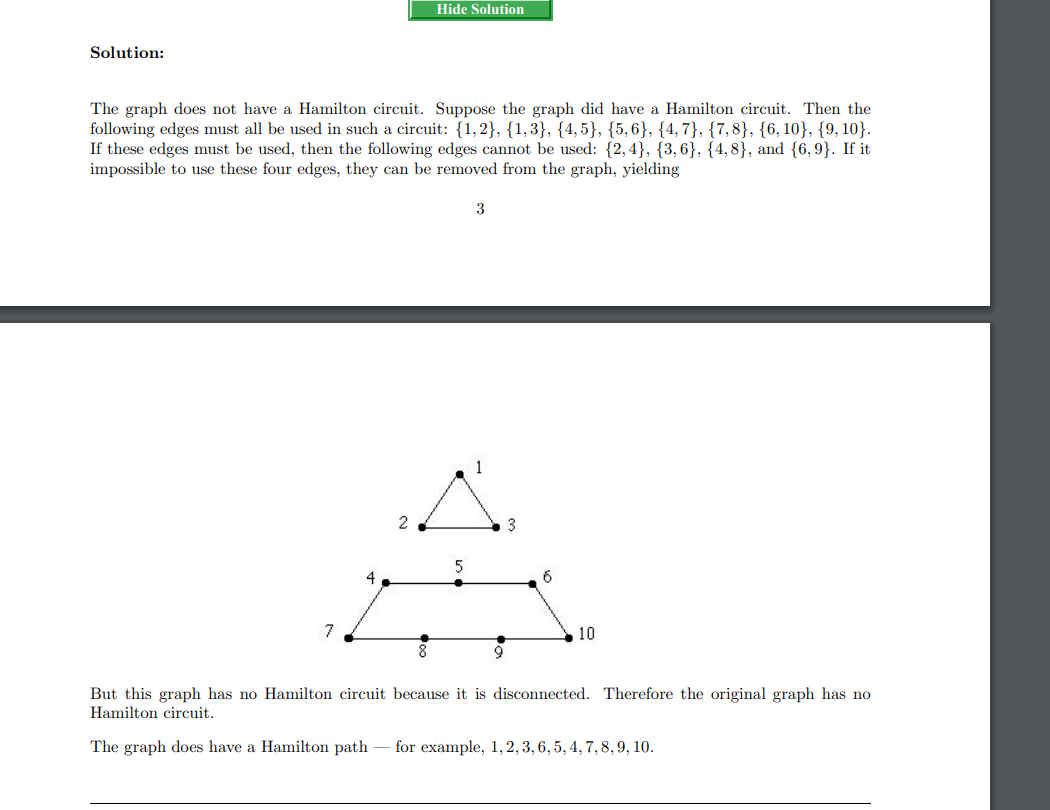 Hide Solution
Solution:
The graph does not have a Hamilton circuit. Suppose the graph did have a Hamilton circuit. Then the
following edges must all be used in such a circuit: {1, 2}, {1, 3}, {4, 5}, {5, 6}, {4, 7}, {7, 8}, {6, 10}, {9, 10}.
If these edges must be used, then the following edges cannot be used: {2, 4}, {3, 6}, {4, 8}, and {6, 9}. If it
impossible to use these four edges, they can be removed from the graph, yielding
3
1
2 3
5
4 6
7 10
8 9
But this graph has no Hamilton circuit because it is disconnected. Therefore the original graph has no
Hamilton circuit.
The graph does have a Hamilton path — for example, 1, 2, 3, 6, 5, 4, 7, 8, 9, 10.